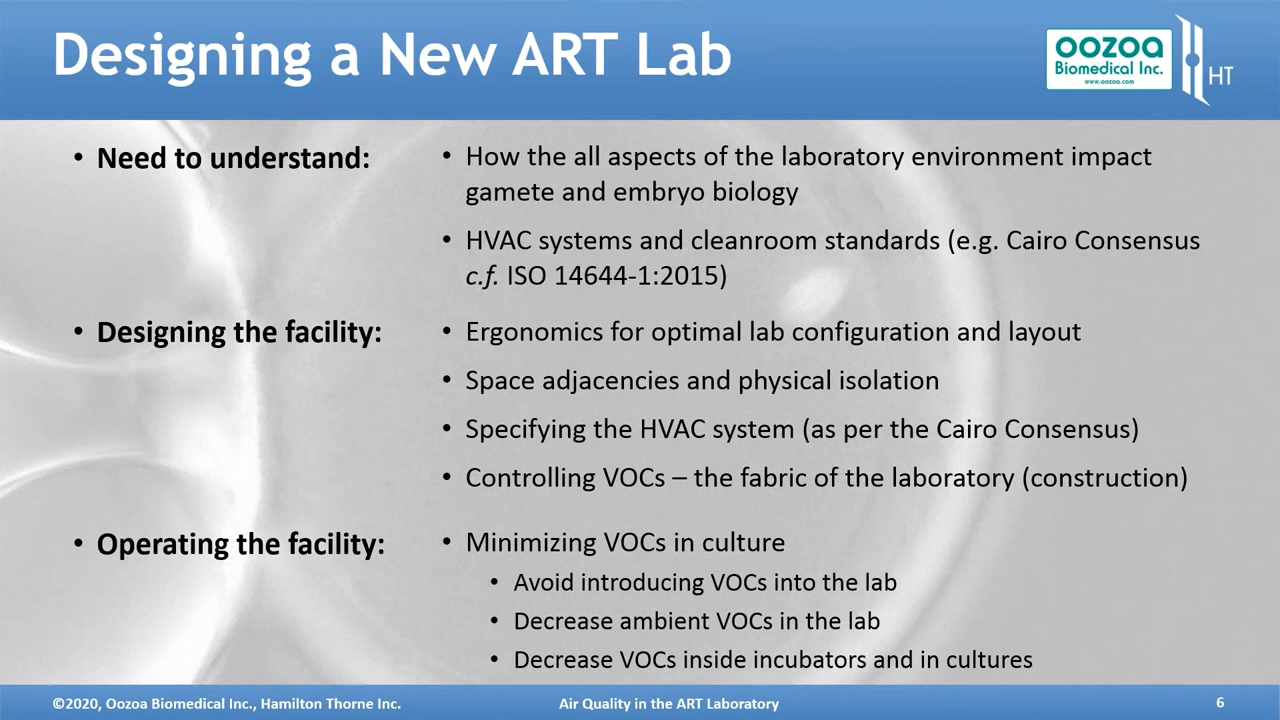 Designing a New ART Lab
oozoa
Biomedical Inc.
www.oozoa.com
HT
• Need to understand:
• How the all aspects of the laboratory environment impact
gamete and embryo biology
• HVAC systems and cleanroom standards (e.g. Cairo Consensus
c.f. ISO 14644-1:2015)
• Designing the facility:
• Ergonomics for optimal lab configuration and layout
• Space adjacencies and physical isolation
• Specifying the HVAC system (as per the Cairo Consensus)
• Controlling VOCs – the fabric of the laboratory (construction)
• Operating the facility:
• Minimizing VOCs in culture
• Avoid introducing VOCs into the lab
• Decrease ambient VOCs in the lab
• Decrease VOCs inside incubators and in cultures
©2020, Oozoa Biomedical Inc., Hamilton Thorne Inc.
Air Quality in the ART Laboratory
6